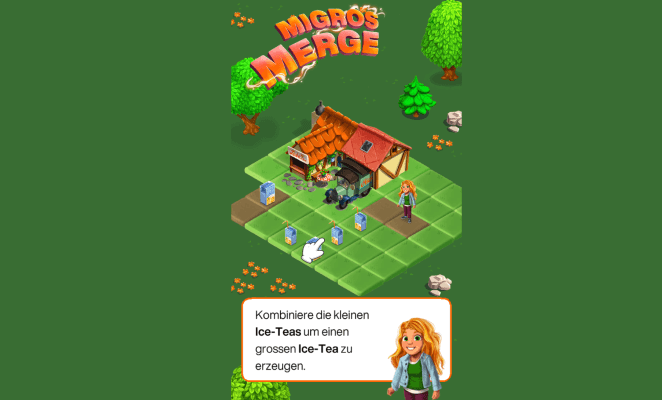 MIGROS
MERGE
Kombiniere die kleinen
Ice-Teas um einen
grossen Ice-Tea zu
erzeugen.